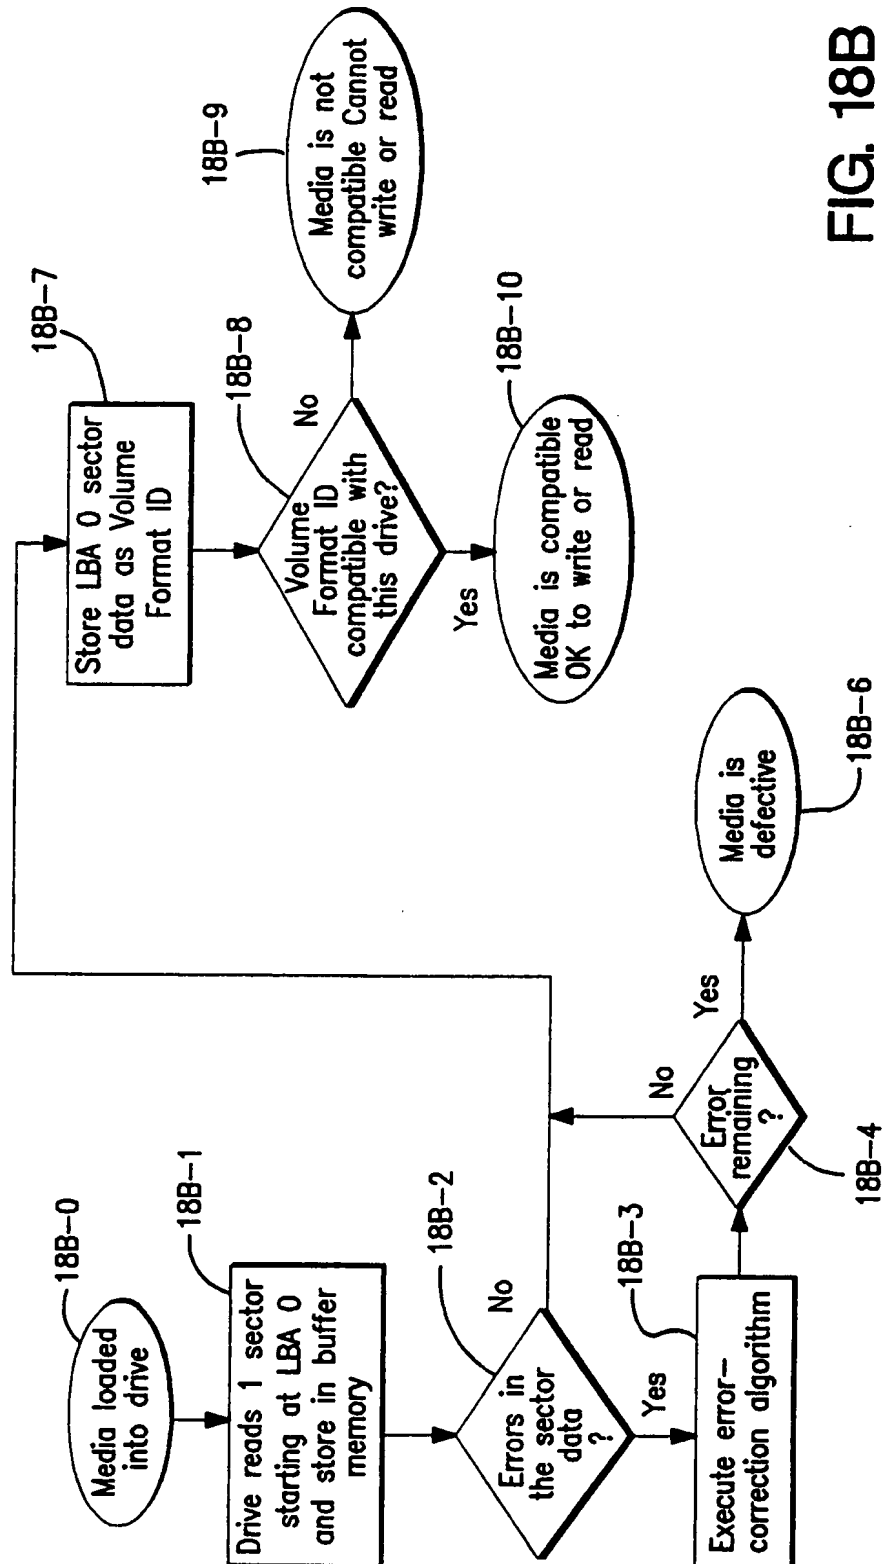 18B-0
Media loaded
into drive
18B-1
Drive reads 1 sector
starting at LBA 0
and store in buffer
memory
18B-2
Errors in
the sector
data
?
No
Yes
18B-3
Execute error-
correction algorithm
Error
remaining
?
18B-4
No
Yes
Media is
defective
18B-6
18B-7
Store LBA 0 sector
data as Volume
Format ID
18B-8
Volume
Format ID
compatible with
this drive?
No
Yes
18B-9
Media is not
compatible Cannot
write or read
18B-10
Media is compatible
OK to write or read
FIG. 18B